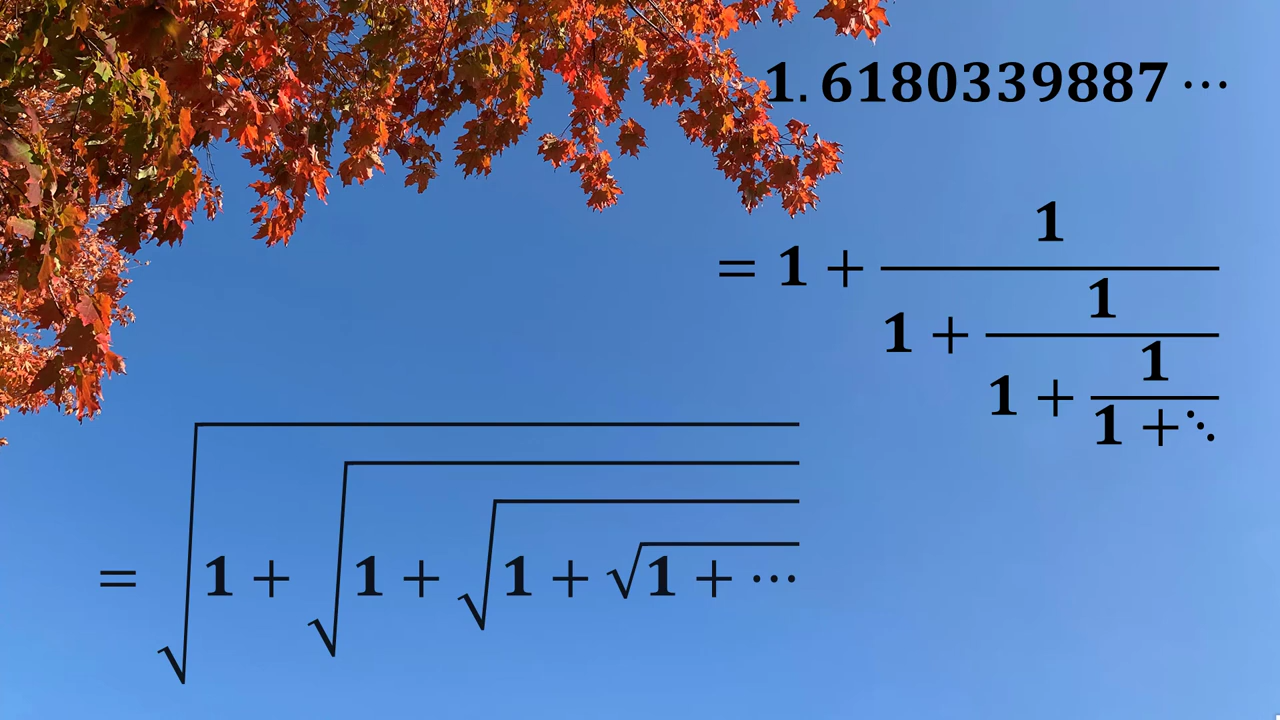 1.6180339887⋯
= 1 + 1/(1 + 1/(1 + 1/(1 + ⋱)))
= √(1 + √(1 + √(1 + √(1 + ⋯))))